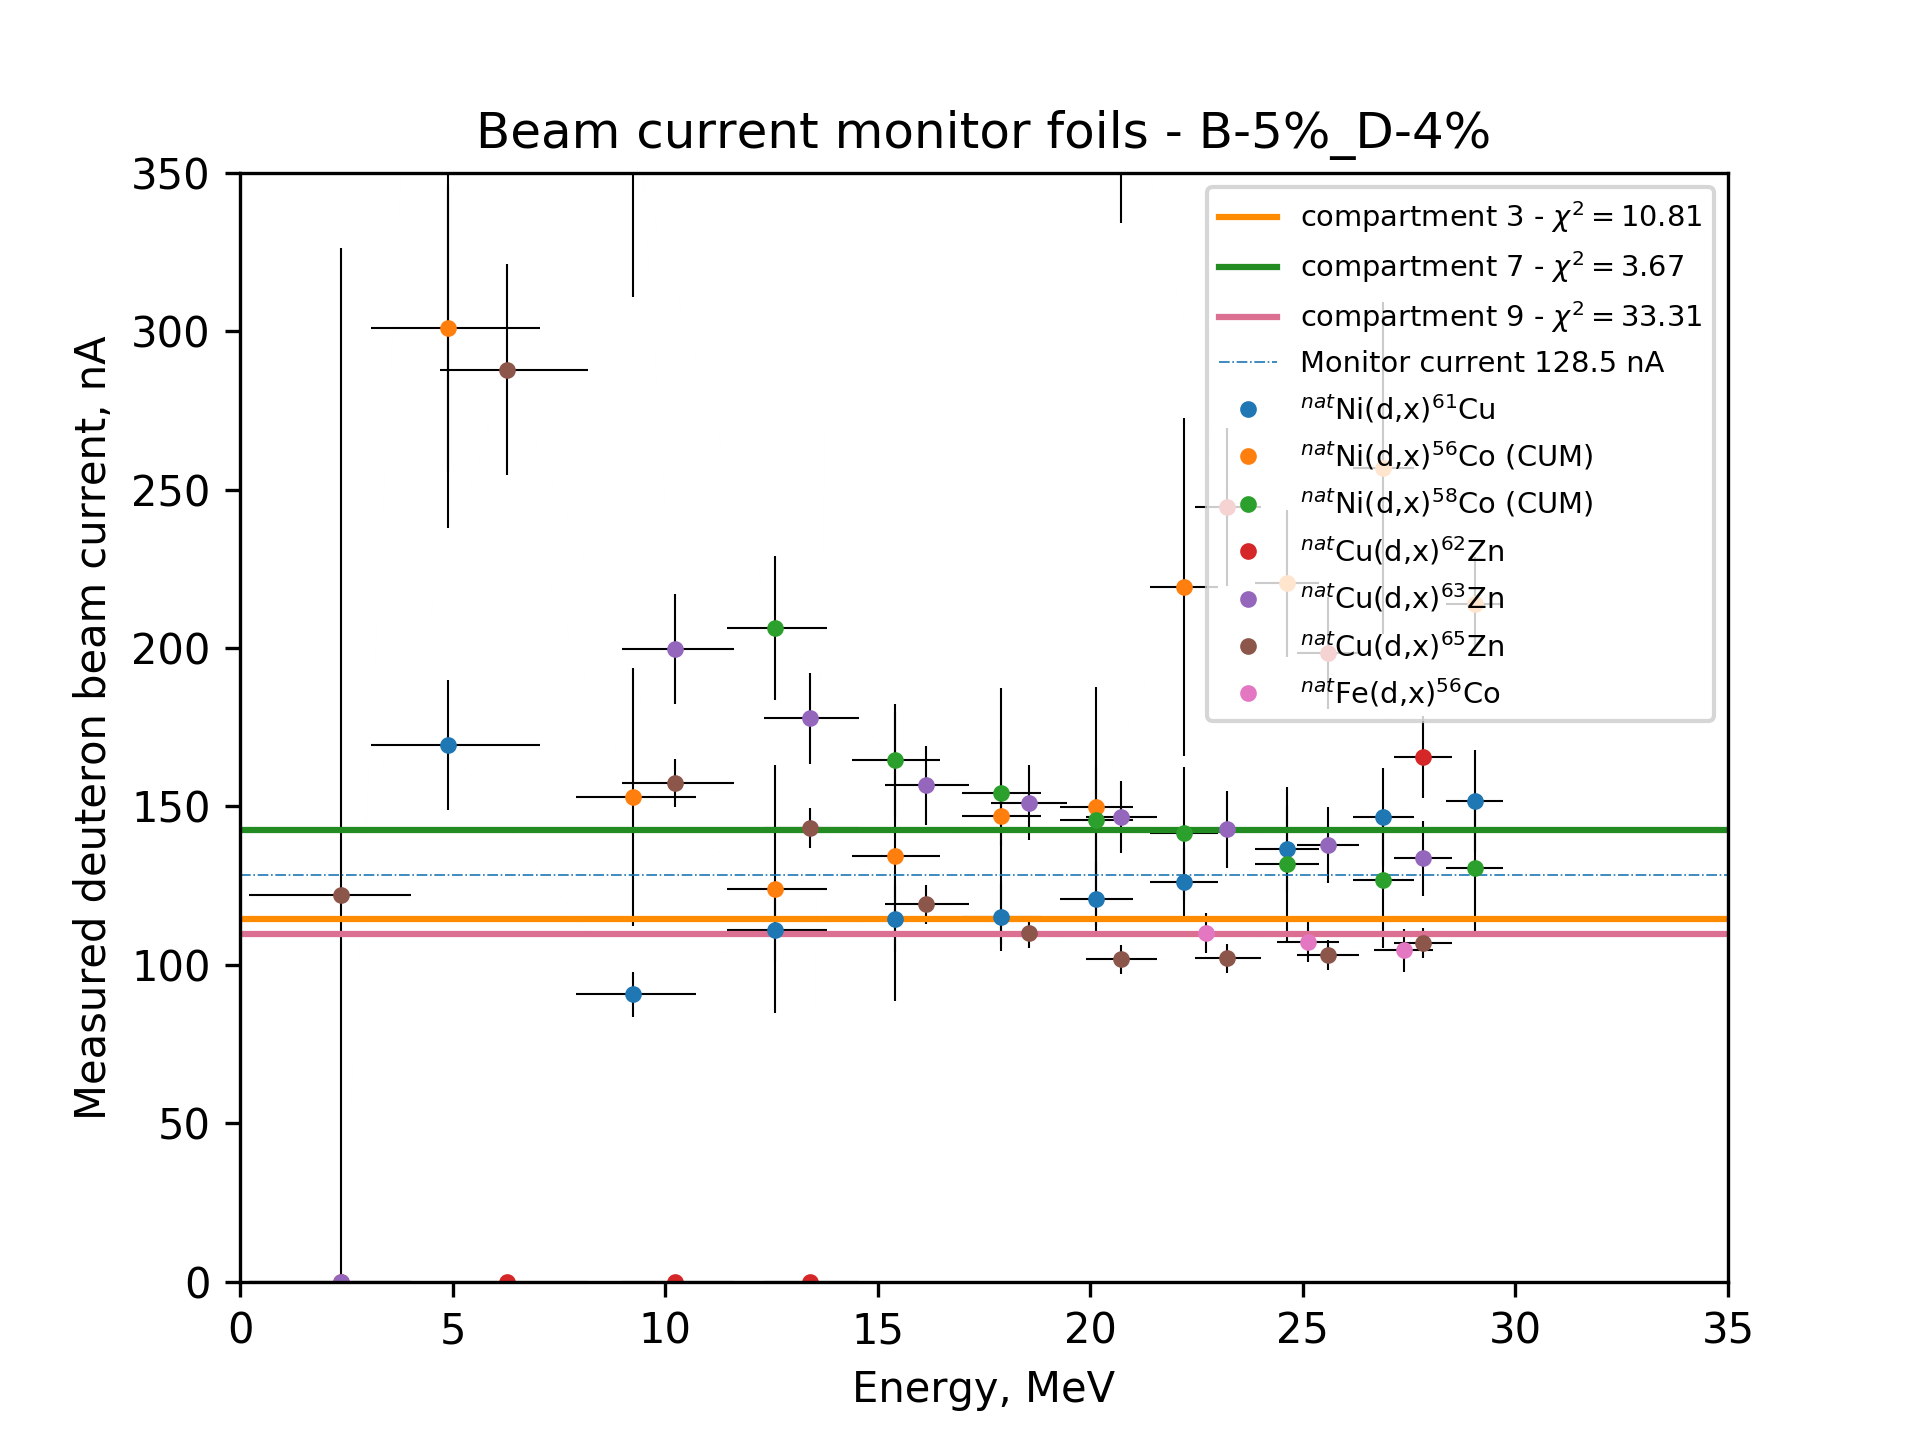 Beam current monitor foils - B-5%_D-4%
compartment 3 - χ² = 10.81
compartment 7 - χ² = 3.67
compartment 9 - χ² = 33.31
Monitor current 128.5 nA
ⁿᵃᵗNi(d,x)⁶¹Cu
ⁿᵃᵗNi(d,x)⁵⁶Co (CUM)
ⁿᵃᵗNi(d,x)⁵⁸Co (CUM)
ⁿᵃᵗCu(d,x)⁶²Zn
ⁿᵃᵗCu(d,x)⁶³Zn
ⁿᵃᵗCu(d,x)⁶⁵Zn
ⁿᵃᵗFe(d,x)⁵⁶Co
Measured deuteron beam current, nA
350
300
250
200
150
100
50
0
0 5 10 15 20 25 30 35
Energy, MeV